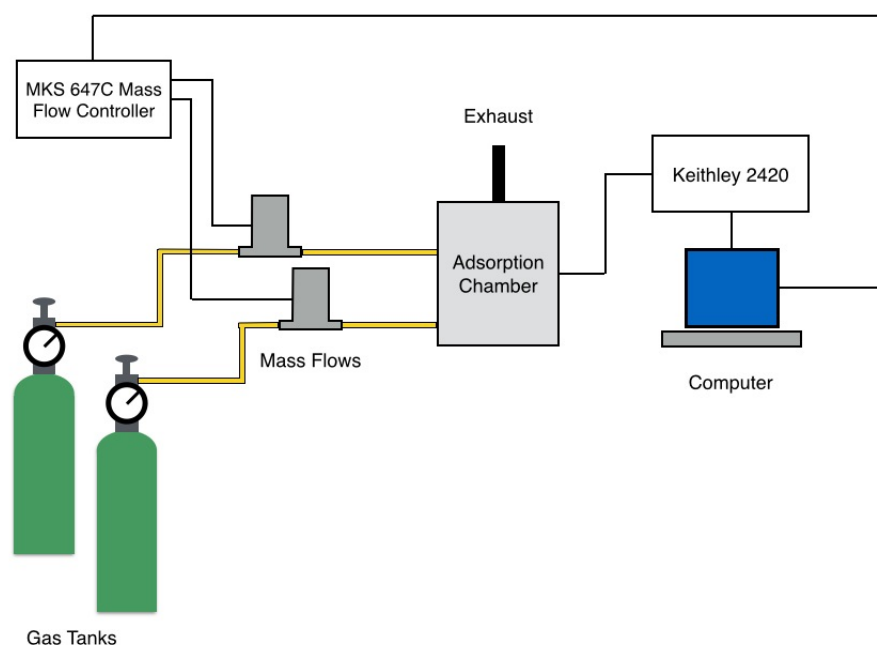 MKS 647C Mass
Flow Controller
Exhaust
Keithley 2420
Adsorption
Chamber
Mass Flows
Computer
Gas Tanks